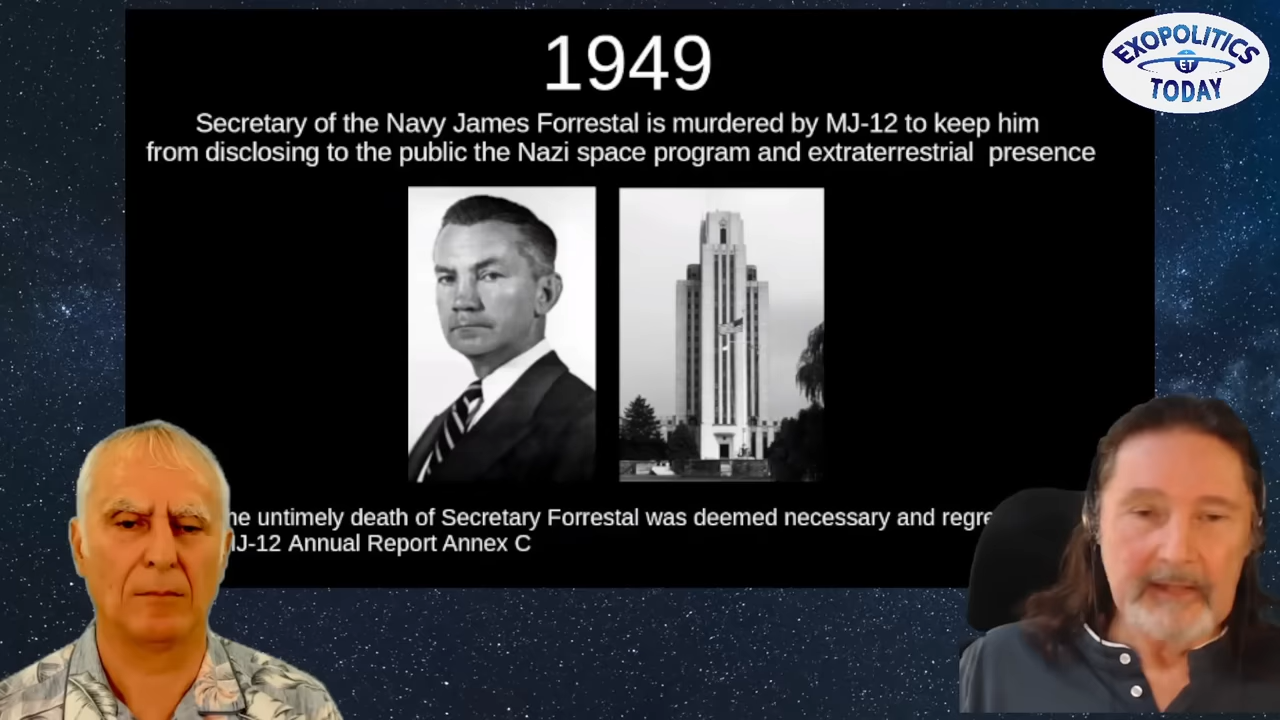 EXOPOLITICS
ET
TODAY
1949
Secretary of the Navy James Forrestal is murdered by MJ-12 to keep him
from disclosing to the public the Nazi space program and extraterrestrial presence
untimely death of Secretary Forrestal was deemed necessary and
Annual Report Annex C